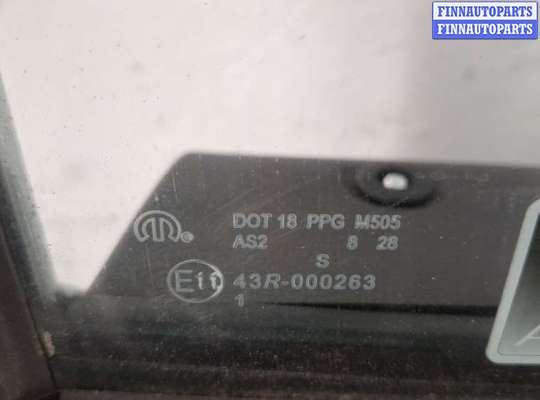 FINNAUTOPARTS
FINNAUTOPARTS
DOT 18 PPG M505
AS2 8 28
S
E11 43R-000263
1